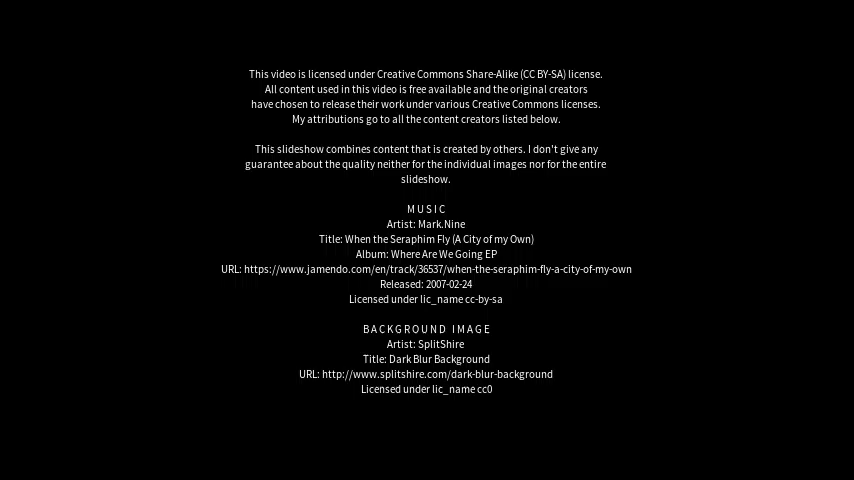 This video is licensed under Creative Commons Share-Alike (CC BY-SA) license.
All content used in this video is free available and the original creators
have chosen to release their work under various Creative Commons licenses.
My attributions go to all the content creators listed below.
This slideshow combines content that is created by others. I don't give any
guarantee about the quality neither for the individual images nor for the entire
slideshow.
MUSIC
Artist: Mark.Nine
Title: When the Seraphim Fly (A City of my Own)
Album: Where Are We Going EP
URL: https://www.jamendo.com/en/track/36537/when-the-seraphim-fly-a-city-of-my-own
Released: 2007-02-24
Licensed under lic_name cc-by-sa
BACKGROUND IMAGE
Artist: SplitShire
Title: Dark Blur Background
URL: http://www.splitshire.com/dark-blur-background
Licensed under lic_name cc0